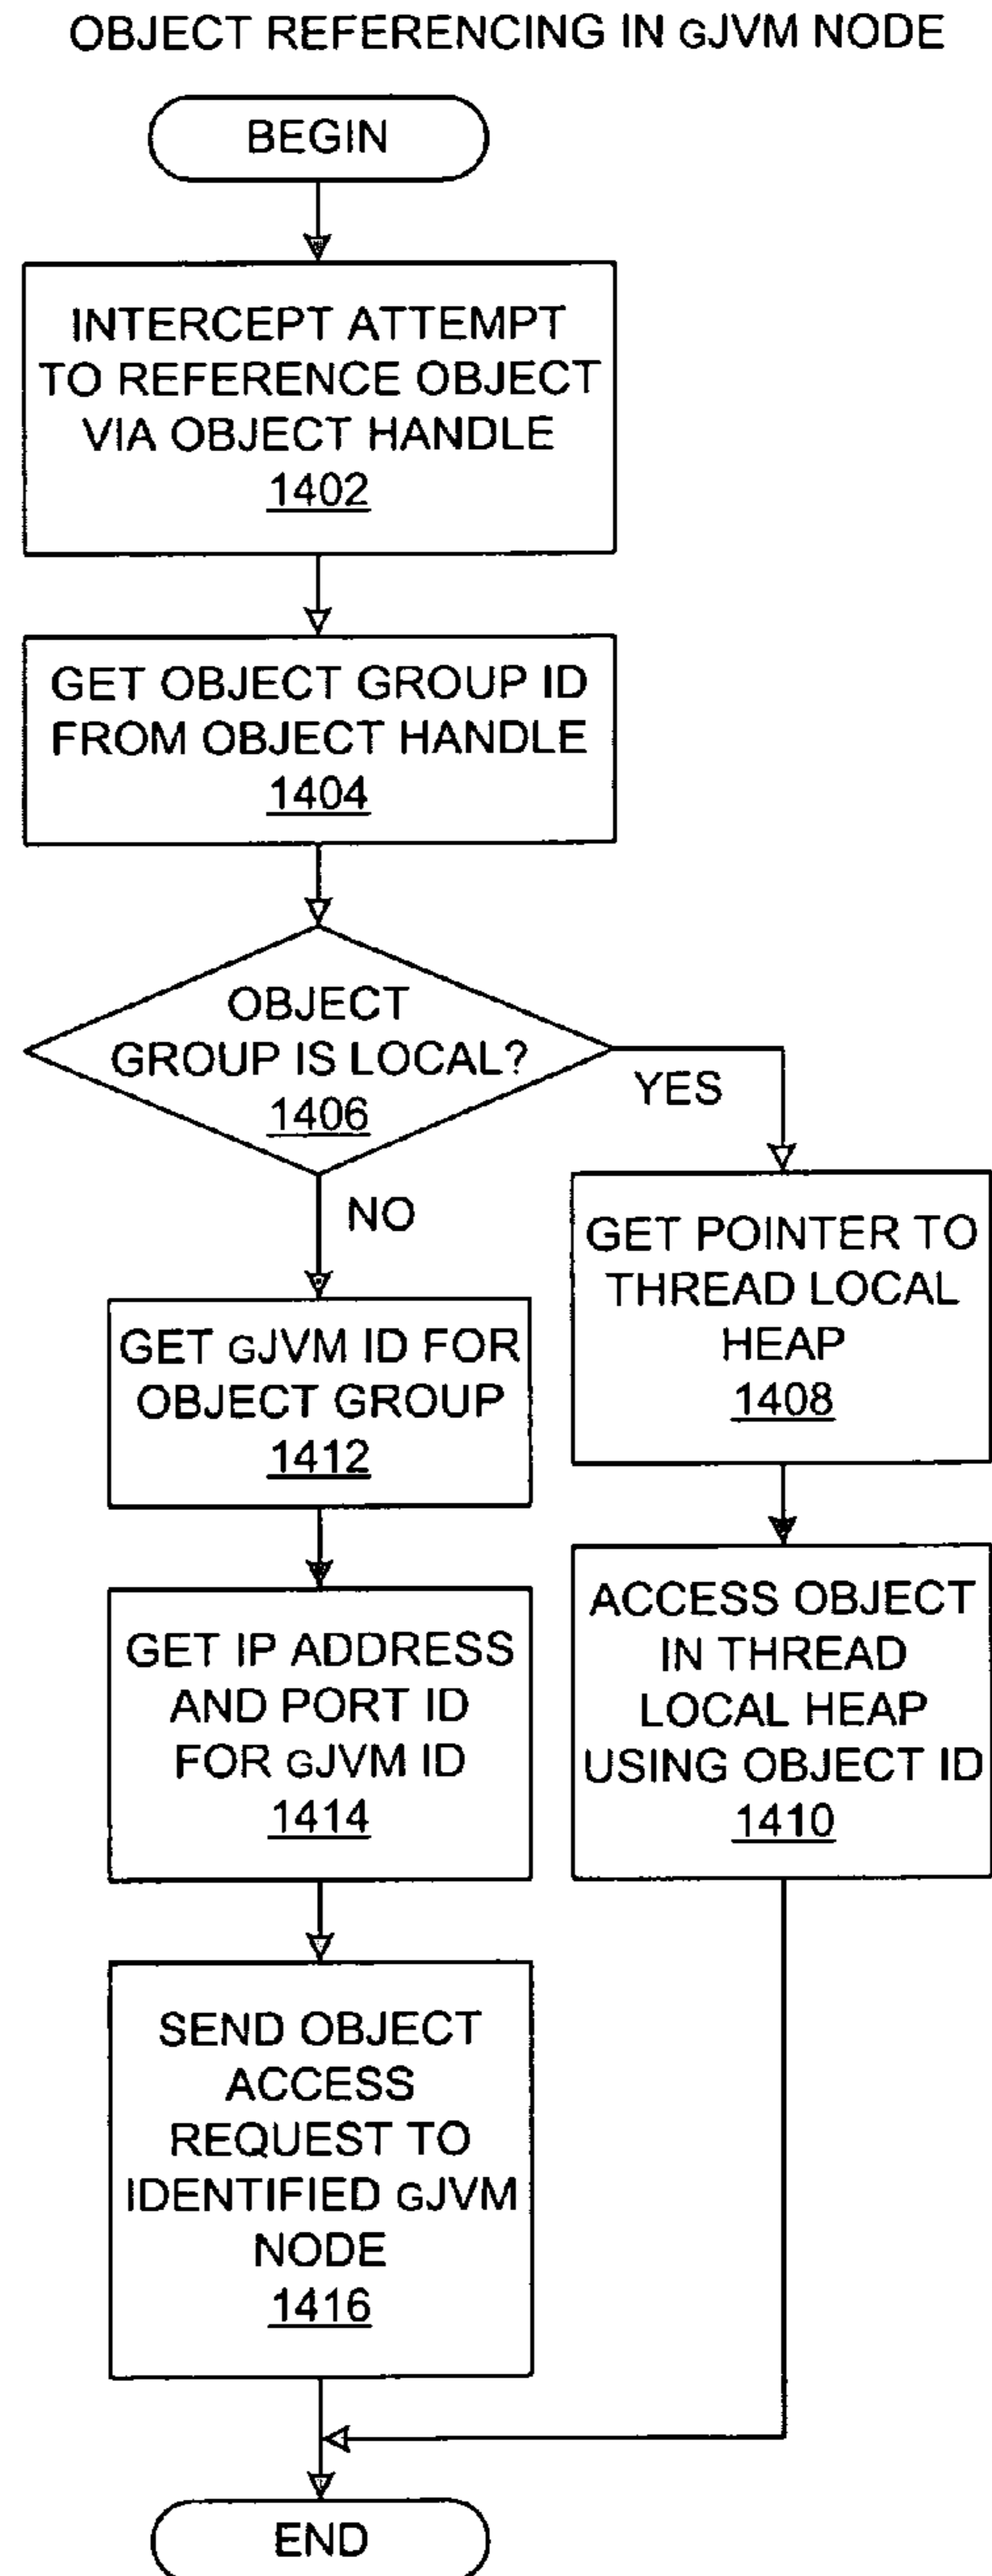 OBJECT REFERENCING IN GJVM NODE
BEGIN
INTERCEPT ATTEMPT
TO REFERENCE OBJECT
VIA OBJECT HANDLE
1402
GET OBJECT GROUP ID
FROM OBJECT HANDLE
1404
OBJECT
GROUP IS LOCAL?
1406
YES
NO
GET POINTER TO
THREAD LOCAL
HEAP
1408
GET GJVM ID FOR
OBJECT GROUP
1412
ACCESS OBJECT
IN THREAD
LOCAL HEAP
USING OBJECT ID
1410
GET IP ADDRESS
AND PORT ID
FOR GJVM ID
1414
SEND OBJECT
ACCESS
REQUEST TO
IDENTIFIED GJVM
NODE
1416
END